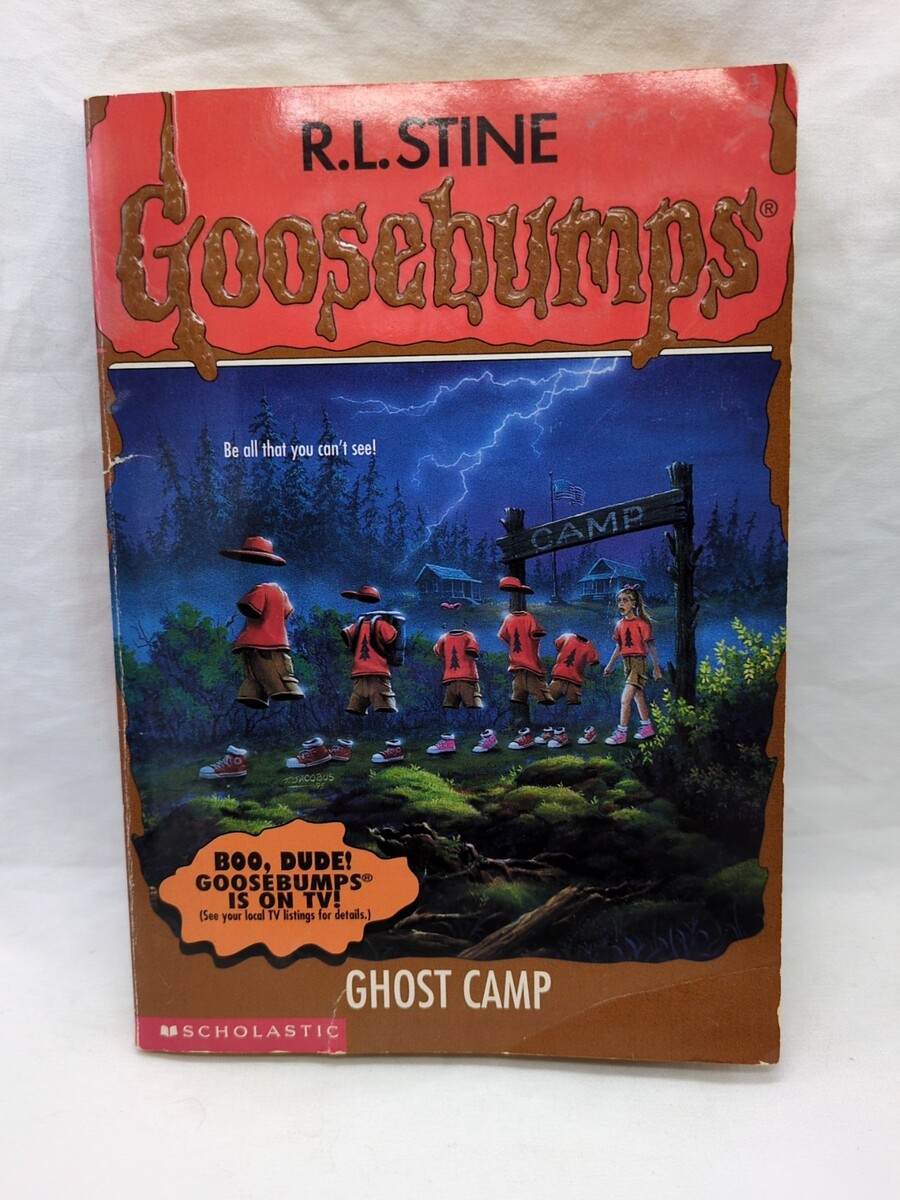 R.L. STINE
Goosebumps®
Be all that you can't see!
CAMP
T. JACOBUS
BOO, DUDE!
GOOSEBUMPS®
IS ON TV!
(See your local TV listings for details.)
GHOST CAMP
SCHOLASTIC